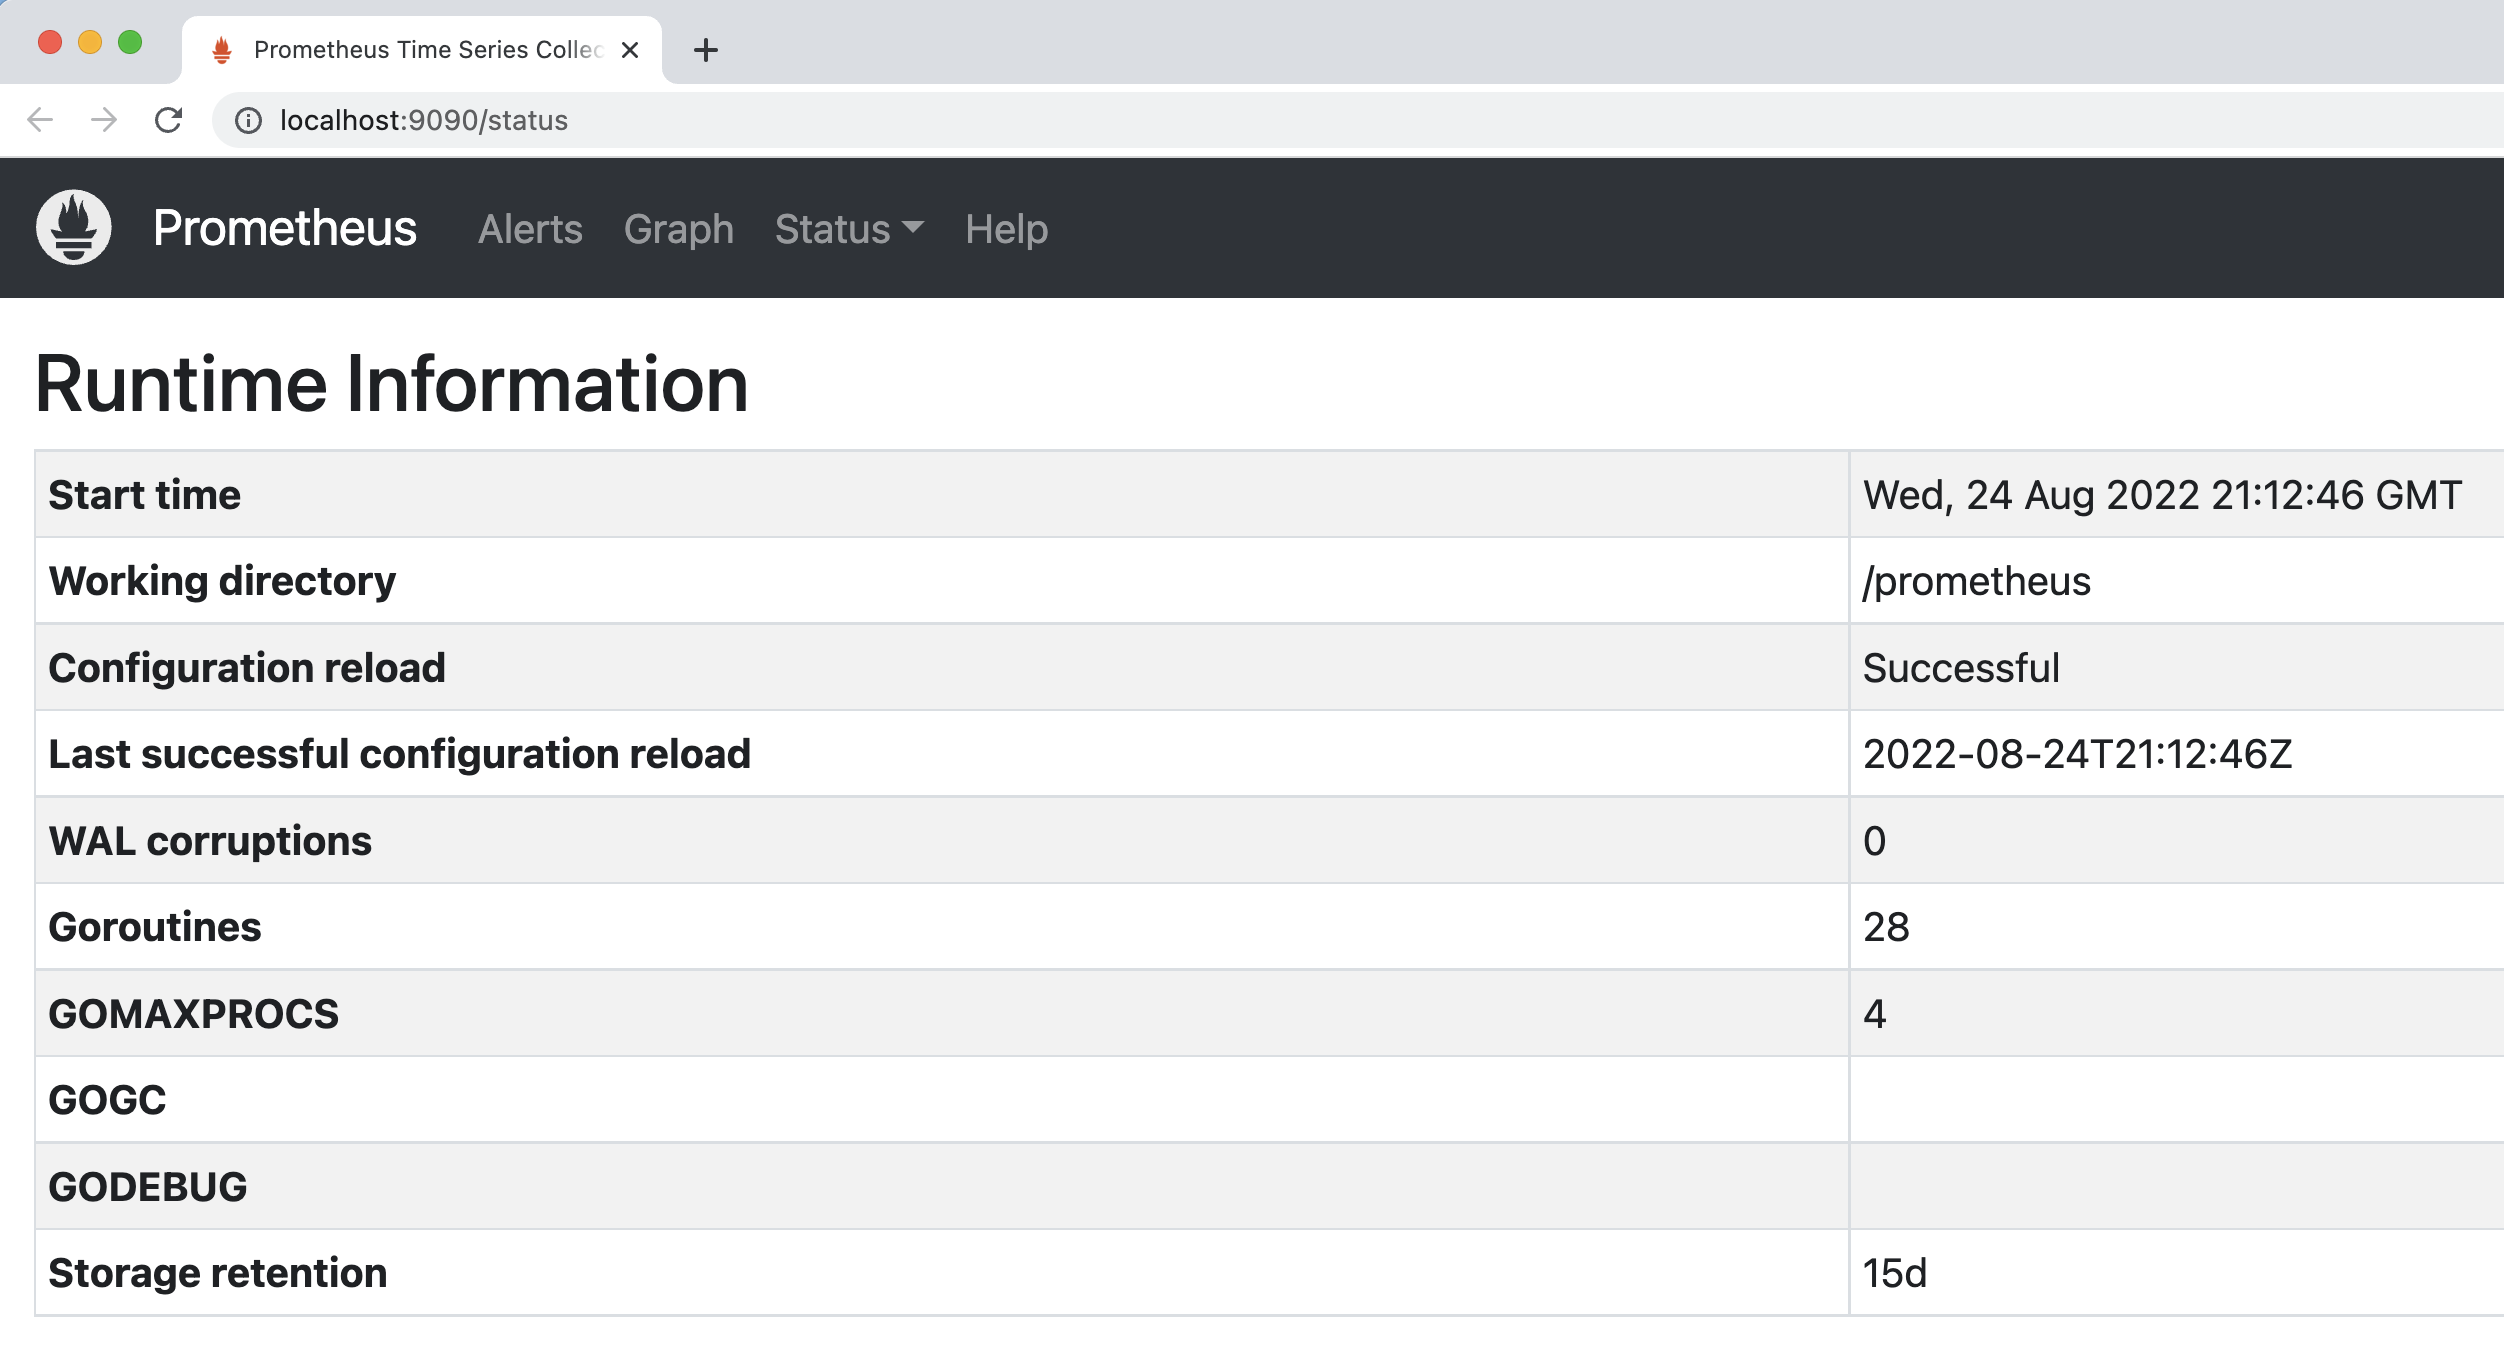 Prometheus Time Series Collec
localhost:9090/status
Prometheus Alerts Graph Status Help
Runtime Information
Start time Wed, 24 Aug 2022 21:12:46 GMT
Working directory /prometheus
Configuration reload Successful
Last successful configuration reload 2022-08-24T21:12:46Z
WAL corruptions 0
Goroutines 28
GOMAXPROCS 4
GOGC
GODEBUG
Storage retention 15d